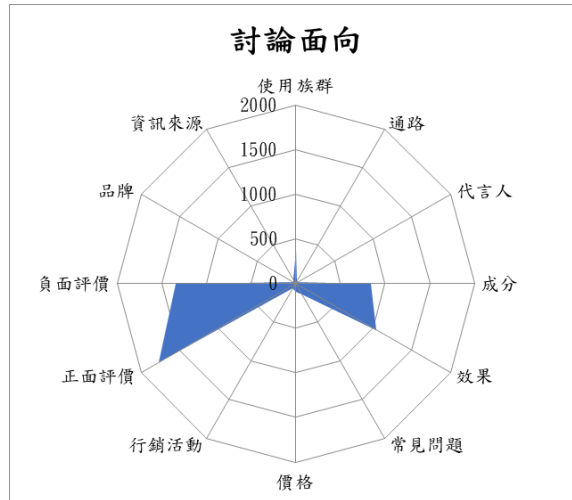 討論面向
使用族群
2000
資訊來源
通路
1500
品牌
1000
代言人
500
負面評價
0
成分
正面評價
效果
行銷活動
常見問題
價格